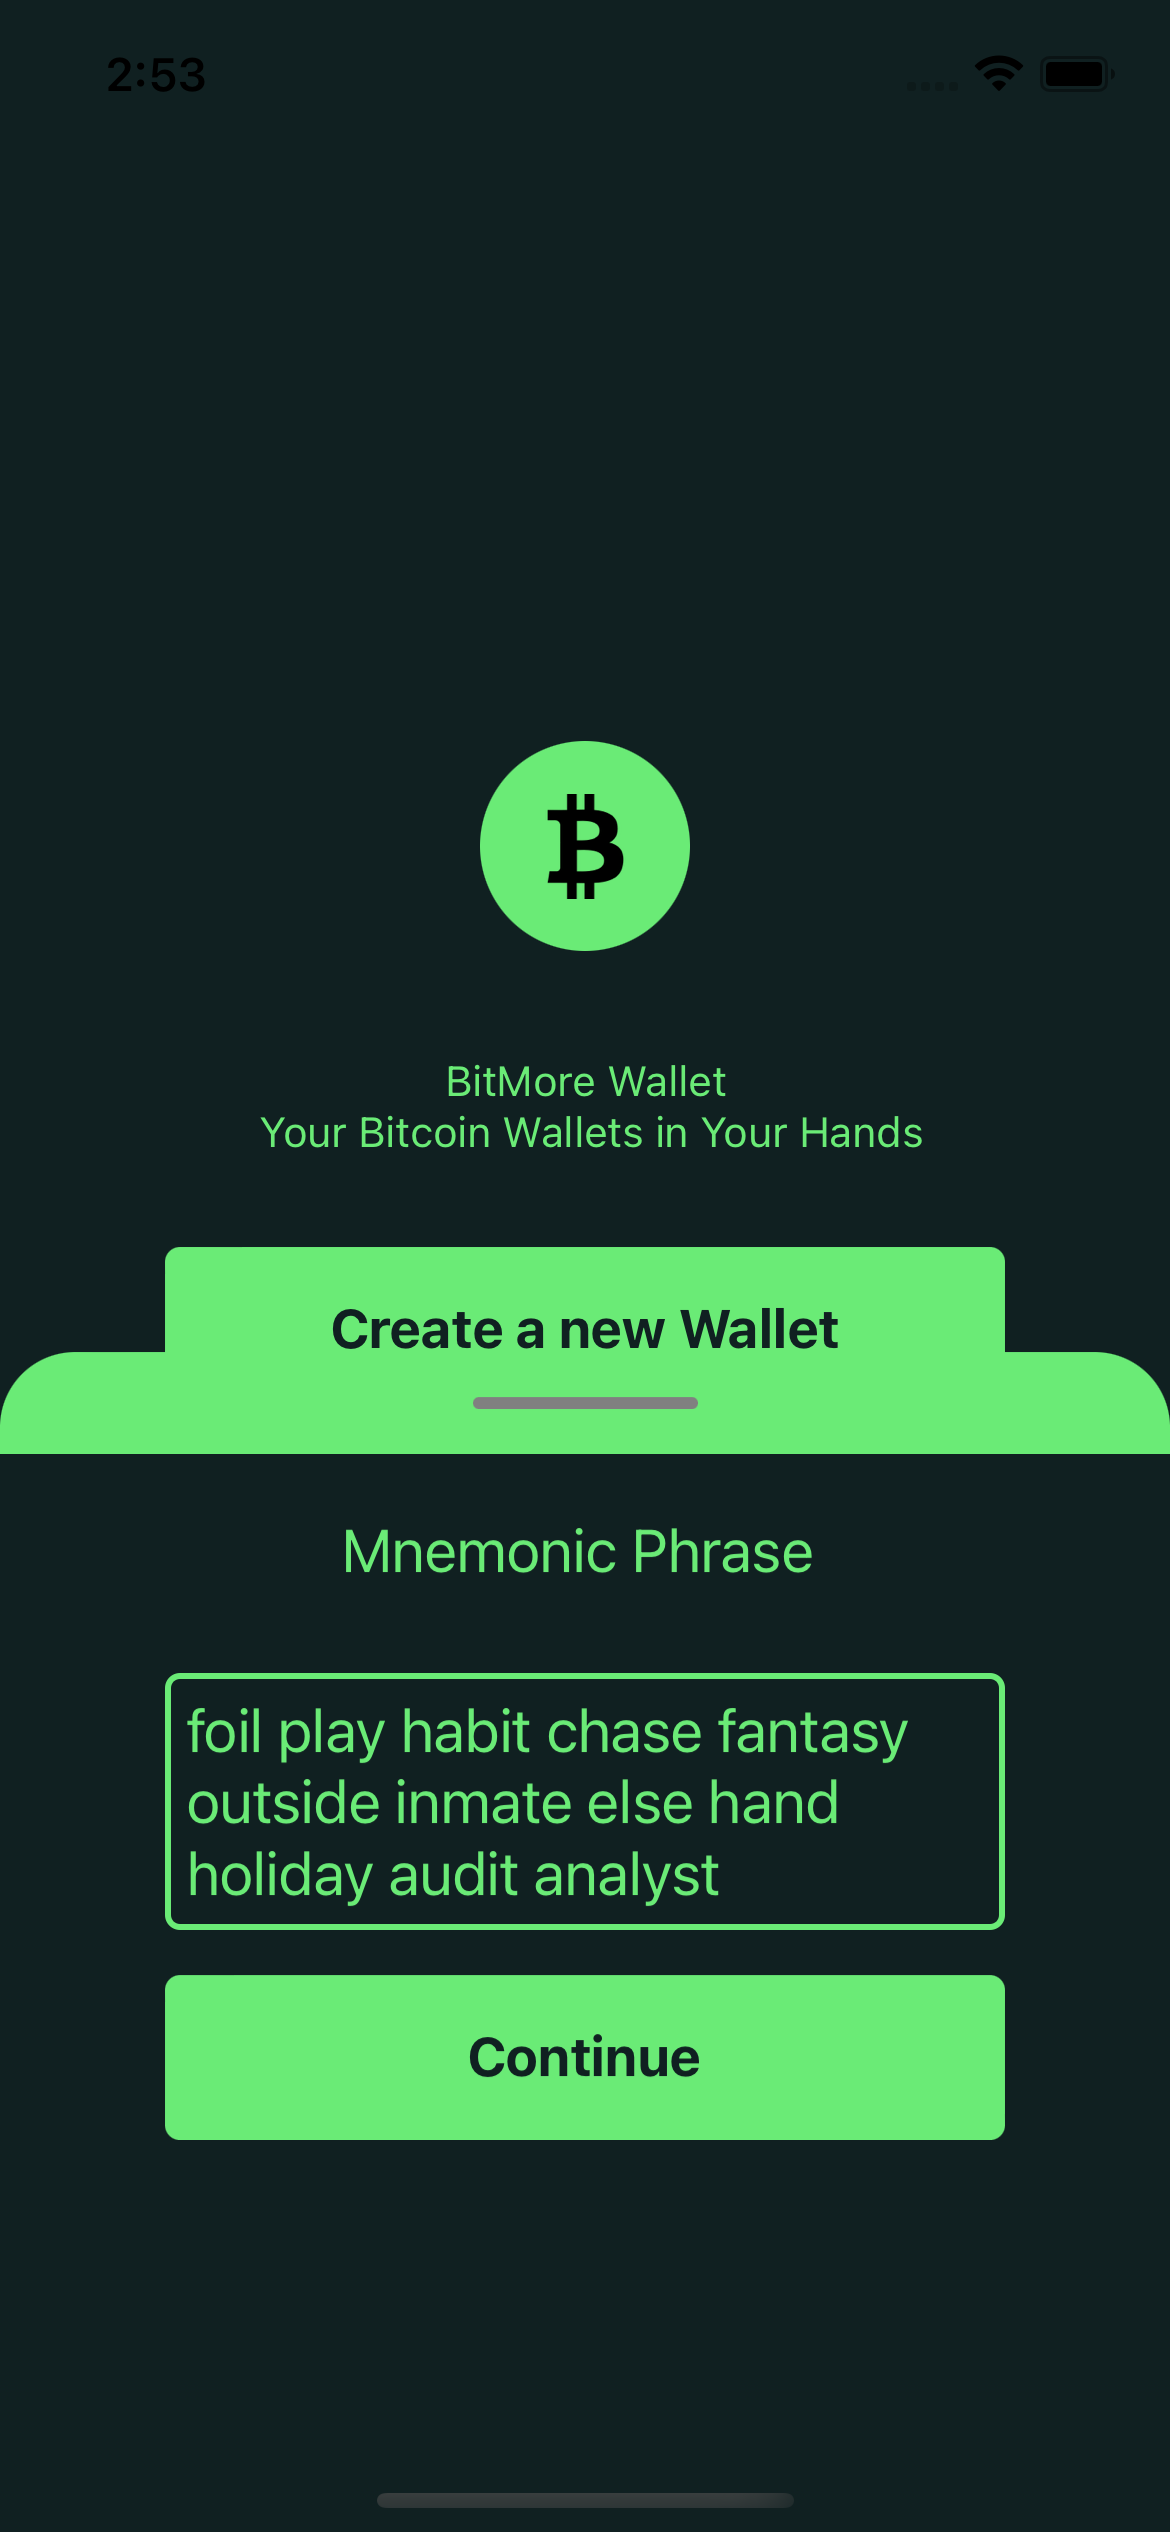 2:53
BitMore Wallet
Your Bitcoin Wallets in Your Hands
Create a new Wallet
Mnemonic Phrase
foil play habit chase fantasy
outside inmate else hand
holiday audit analyst
Continue